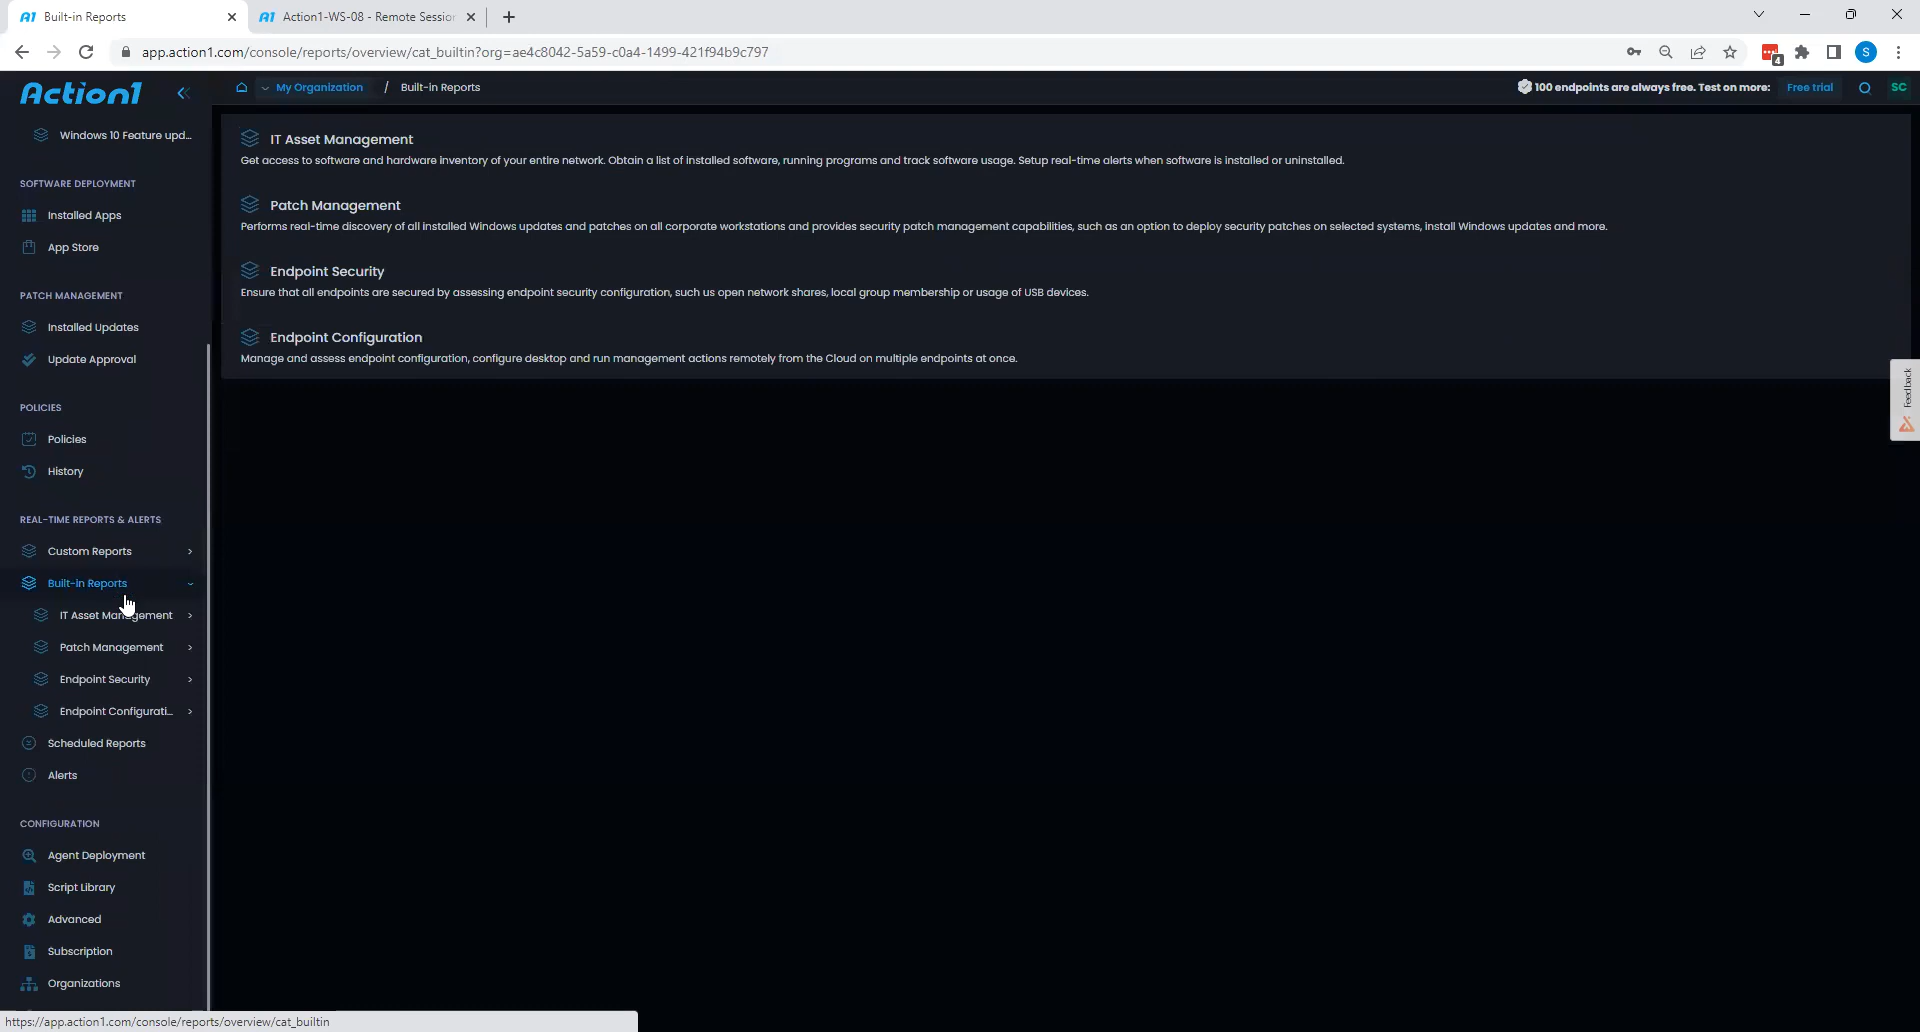 Built-in Reports
Action1-WS-08 - Remote Session
app.action1.com/console/reports/overview/cat_builtin?org=ae4c8042-5a59-c0a4-1499-421f94b9c797
4
S
Action1
My Organization / Built-in Reports
100 endpoints are always free. Test on more: Free trial
SC
Windows 10 Feature upd...
SOFTWARE DEPLOYMENT
Installed Apps
App Store
PATCH MANAGEMENT
Installed Updates
Update Approval
POLICIES
Policies
History
REAL-TIME REPORTS & ALERTS
Custom Reports
Built-in Reports
IT Asset Management
Patch Management
Endpoint Security
Endpoint Configurati...
Scheduled Reports
Alerts
CONFIGURATION
Agent Deployment
Script Library
Advanced
Subscription
Organizations
IT Asset Management
Get access to software and hardware inventory of your entire network. Obtain a list of installed software, running programs and track software usage. Setup real-time alerts when software is installed or uninstalled.
Patch Management
Performs real-time discovery of all installed Windows updates and patches on all corporate workstations and provides security patch management capabilities, such as an option to deploy security patches on selected systems, install Windows updates and more.
Endpoint Security
Ensure that all endpoints are secured by assessing endpoint security configuration, such us open network shares, local group membership or usage of USB devices.
Endpoint Configuration
Manage and assess endpoint configuration, configure desktop and run management actions remotely from the Cloud on multiple endpoints at once.
Feedback
https://app.action1.com/console/reports/overview/cat_builtin